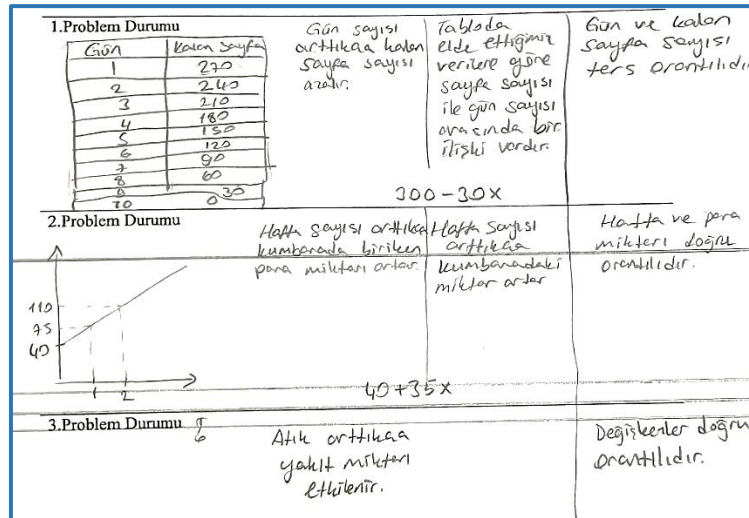 1.Problem Durumu
Gün | Kalan Sayfa
1 | 270
2 | 240
3 | 210
4 | 180
5 | 150
6 | 120
7 | 90
8 | 60
9 | 30
10 | 0
Gün sayısı
arttıkça kalan
sayfa sayısı
azalır.
Tabloda
elde ettiğimiz
verilere göre
sayfa sayısı
ile gün sayısı
arasında bir
ilişki vardır.
Gün ve kalan
sayfa sayısı
ters orantılıdır
300-30x
2.Problem Durumu
110
75
40
1 2
Hafta sayısı arttıkça
kumbarada biriken
para miktarı artar.
Hafta sayısı
arttıkça
kumbaradaki
miktar artar
Hafta ve para
miktarı doğru
orantılıdır.
40+35x
3.Problem Durumu
Atık arttıkça
yakıt miktarı
etkilenir.
Değişkenler doğru
orantılıdır.